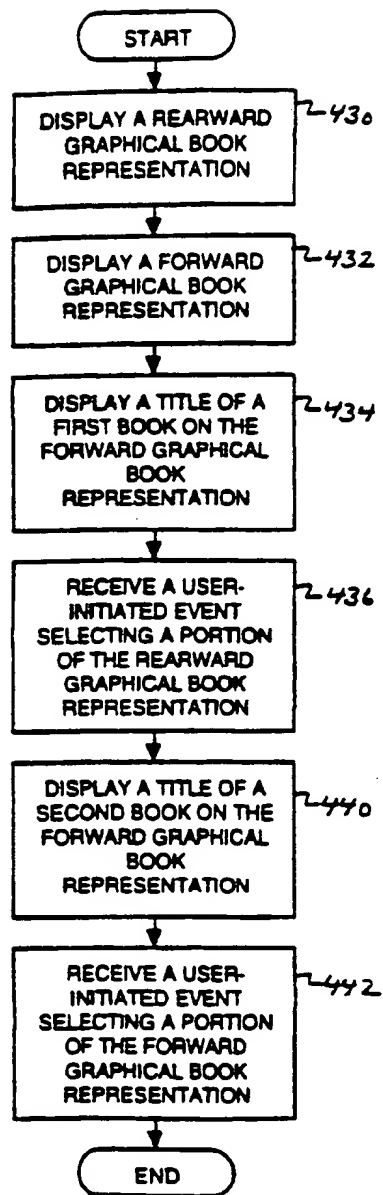 START
DISPLAY A REARWARD
GRAPHICAL BOOK
REPRESENTATION
430
DISPLAY A FORWARD
GRAPHICAL BOOK
REPRESENTATION
432
DISPLAY A TITLE OF A
FIRST BOOK ON THE
FORWARD GRAPHICAL
BOOK
REPRESENTATION
434
RECEIVE A USER-
INITIATED EVENT
SELECTING A PORTION
OF THE REARWARD
GRAPHICAL BOOK
REPRESENTATION
436
DISPLAY A TITLE OF A
SECOND BOOK ON THE
FORWARD GRAPHICAL
BOOK
REPRESENTATION
440
RECEIVE A USER-
INITIATED EVENT
SELECTING A PORTION
OF THE FORWARD
GRAPHICAL BOOK
REPRESENTATION
442
END